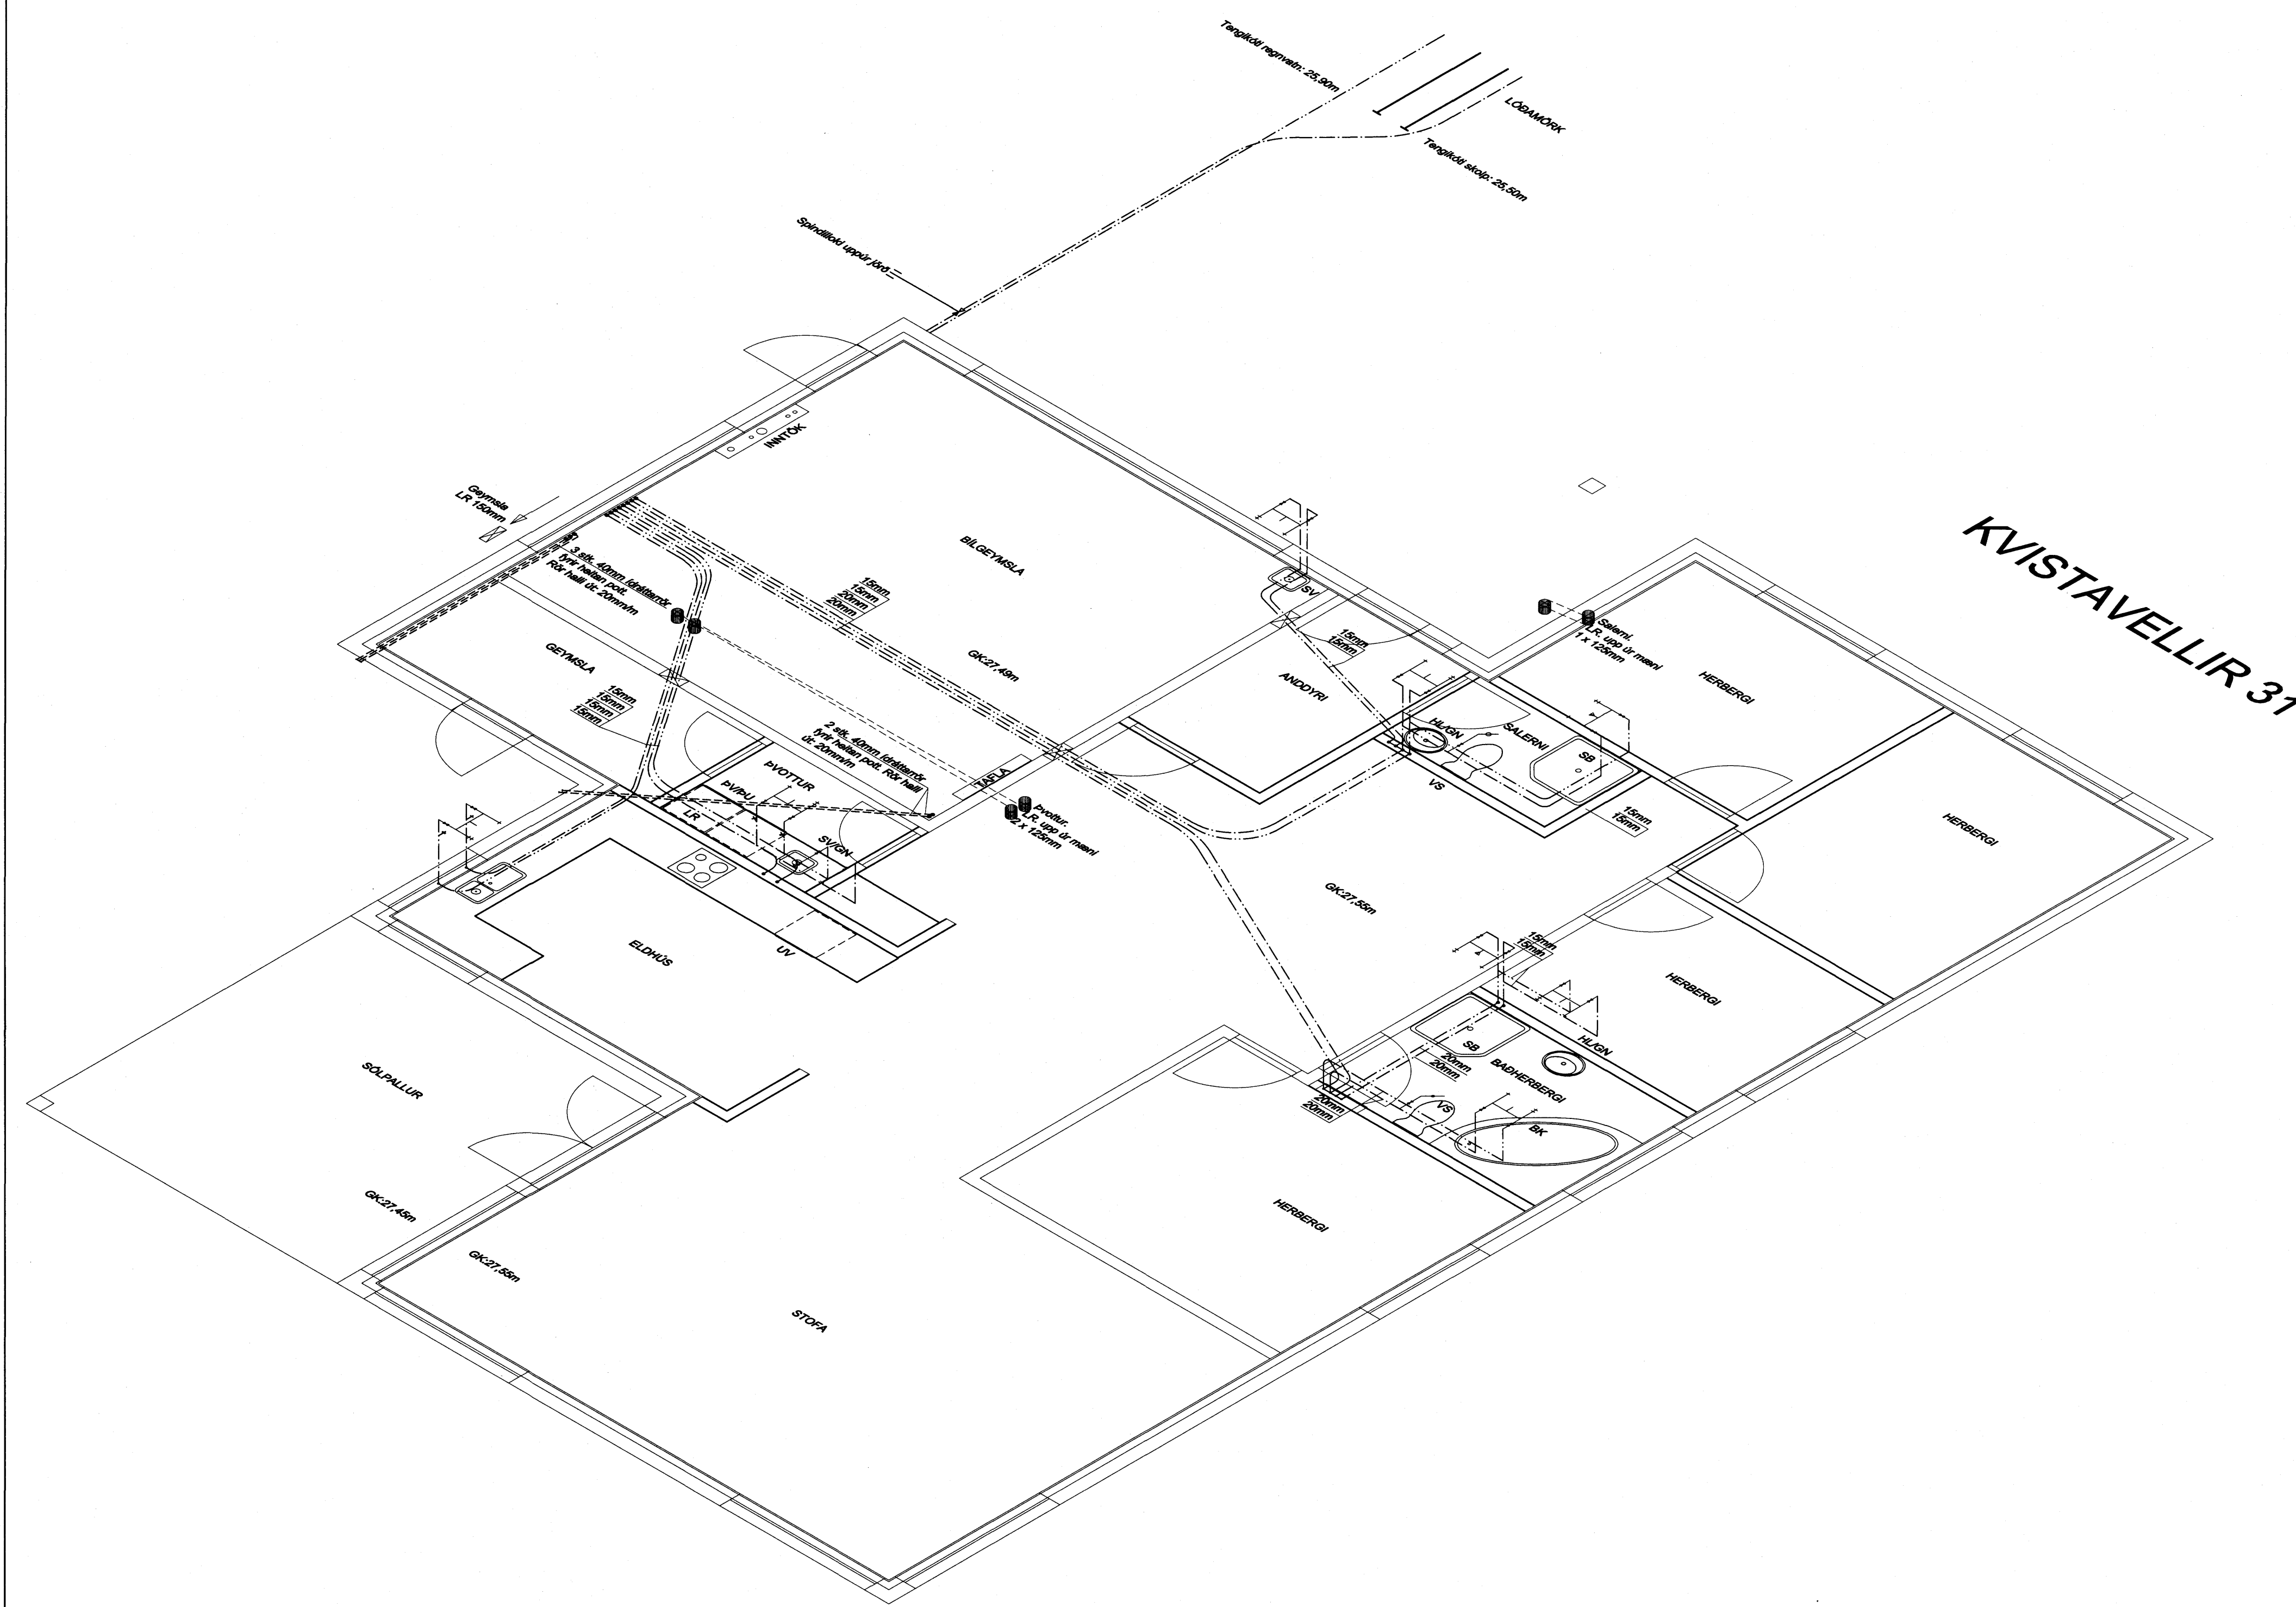 Tengikóti regnvatn: 25,90m
LÓÐAMÖRK
Tengikóti skolp: 25,50m
Spindilloki uppúr jörð
INNTÖK
Geymsla
LR 150mm
3 stk. 40mm ídráttarrör
fyrir heitan pott.
Rör halli út. 20mm/m
BÍLGEYMSLA
15mm
15mm
20mm
20mm
GK:27,49m
SV
15mm
15mm
ANDDYRI
Salerni.
LR. upp úr mæni
1 x 125mm
KVISTAVELLIR 31
HERBERGI
GEYMSLA
15mm
15mm
15mm
15mm
HL/GN
SALERNI
SB
VS
15mm
15mm
2 stk. 40mm ídráttarrör
fyrir heitan pott. Rör halli
út. 20mm/m
TAFLA
ÞVOTTUR
ÞV/ÞU
LR
SV/GN
Þvottur.
LR. upp úr mæni
2 x 125mm
HERBERGI
GK:27,55m
ELDHÚS
UV
15mm
15mm
HERBERGI
HL/GN
SB
20mm
20mm
BAÐHERBERGI
20mm
20mm
VS
BK
SÓLPALLUR
GK:27,45m
GK:27,55m
HERBERGI
STOFA